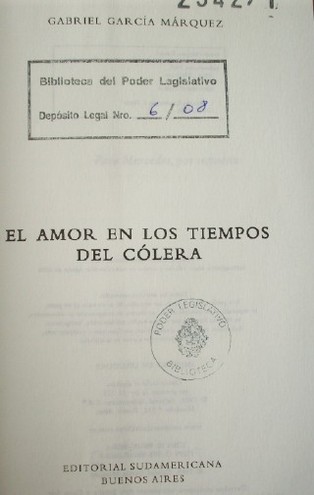 GABRIEL GARCÍA MÁRQUEZ
Biblioteca del Poder Legislativo
Depósito Legal Nro. 6/08
EL AMOR EN LOS TIEMPOS
DEL CÓLERA
PODER LEGISLATIVO
BIBLIOTECA
EDITORIAL SUDAMERICANA
BUENOS AIRES